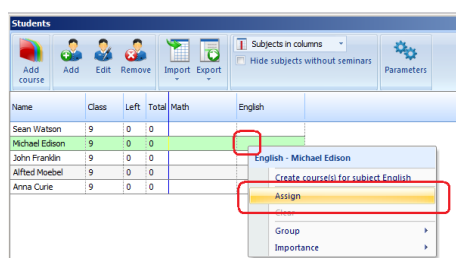 Students
Add course Add Edit Remove Import Export Subjects in columns Parameters
Hide subjects without seminars
Name Class Left Total Math English
Sean Watson 9 0 0
Michael Edison 9 0 0
John Franklin 9 0 0
Alfted Moebel 9 0 0
Anna Curie 9 0 0
English - Michael Edison
Create course(s) for subject English
Assign
Clear
Group
Importance